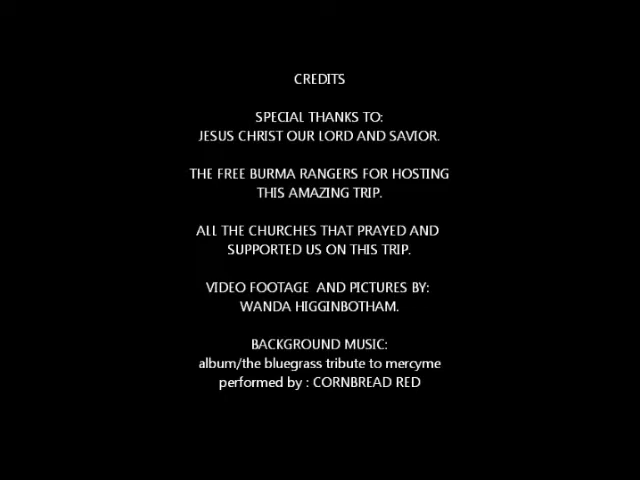 CREDITS
SPECIAL THANKS TO:
JESUS CHRIST OUR LORD AND SAVIOR.
THE FREE BURMA RANGERS FOR HOSTING
THIS AMAZING TRIP.
ALL THE CHURCHES THAT PRAYED AND
SUPPORTED US ON THIS TRIP.
VIDEO FOOTAGE  AND PICTURES BY:
WANDA HIGGINBOTHAM.
BACKGROUND MUSIC:
album/the bluegrass tribute to mercyme
performed by : CORNBREAD RED